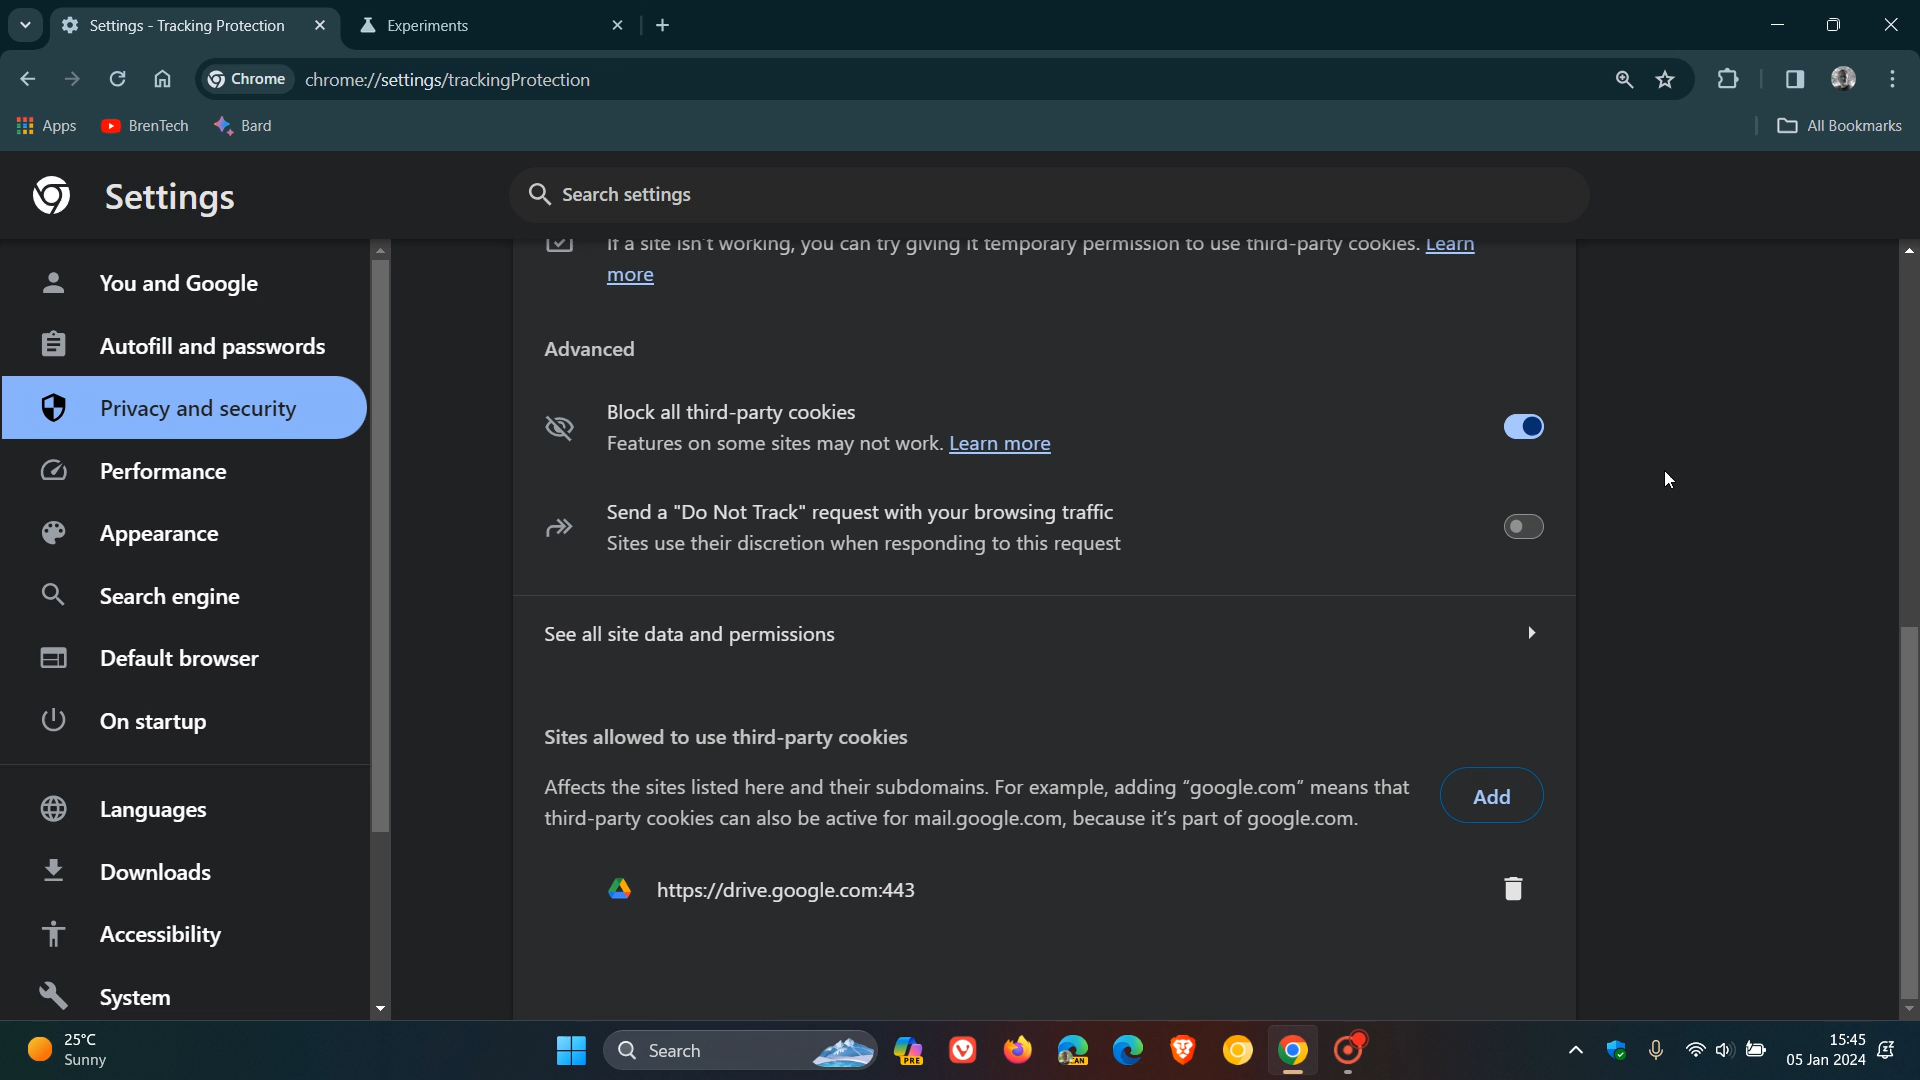 Settings - Tracking Protection
Experiments
Chrome
chrome://settings/trackingProtection
Apps
BrenTech
Bard
All Bookmarks
Settings
Search settings
You and Google
Autofill and passwords
Privacy and security
Performance
Appearance
Search engine
Default browser
On startup
Languages
Downloads
Accessibility
System
If a site isn't working, you can try giving it temporary permission to use third-party cookies. Learn
more
Advanced
Block all third-party cookies
Features on some sites may not work. Learn more
Send a "Do Not Track" request with your browsing traffic
Sites use their discretion when responding to this request
See all site data and permissions
Sites allowed to use third-party cookies
Affects the sites listed here and their subdomains. For example, adding “google.com” means that
third-party cookies can also be active for mail.google.com, because it’s part of google.com.
Add
https://drive.google.com:443
25°C
Sunny
Search
PRE
CAN
15:45
05 Jan 2024